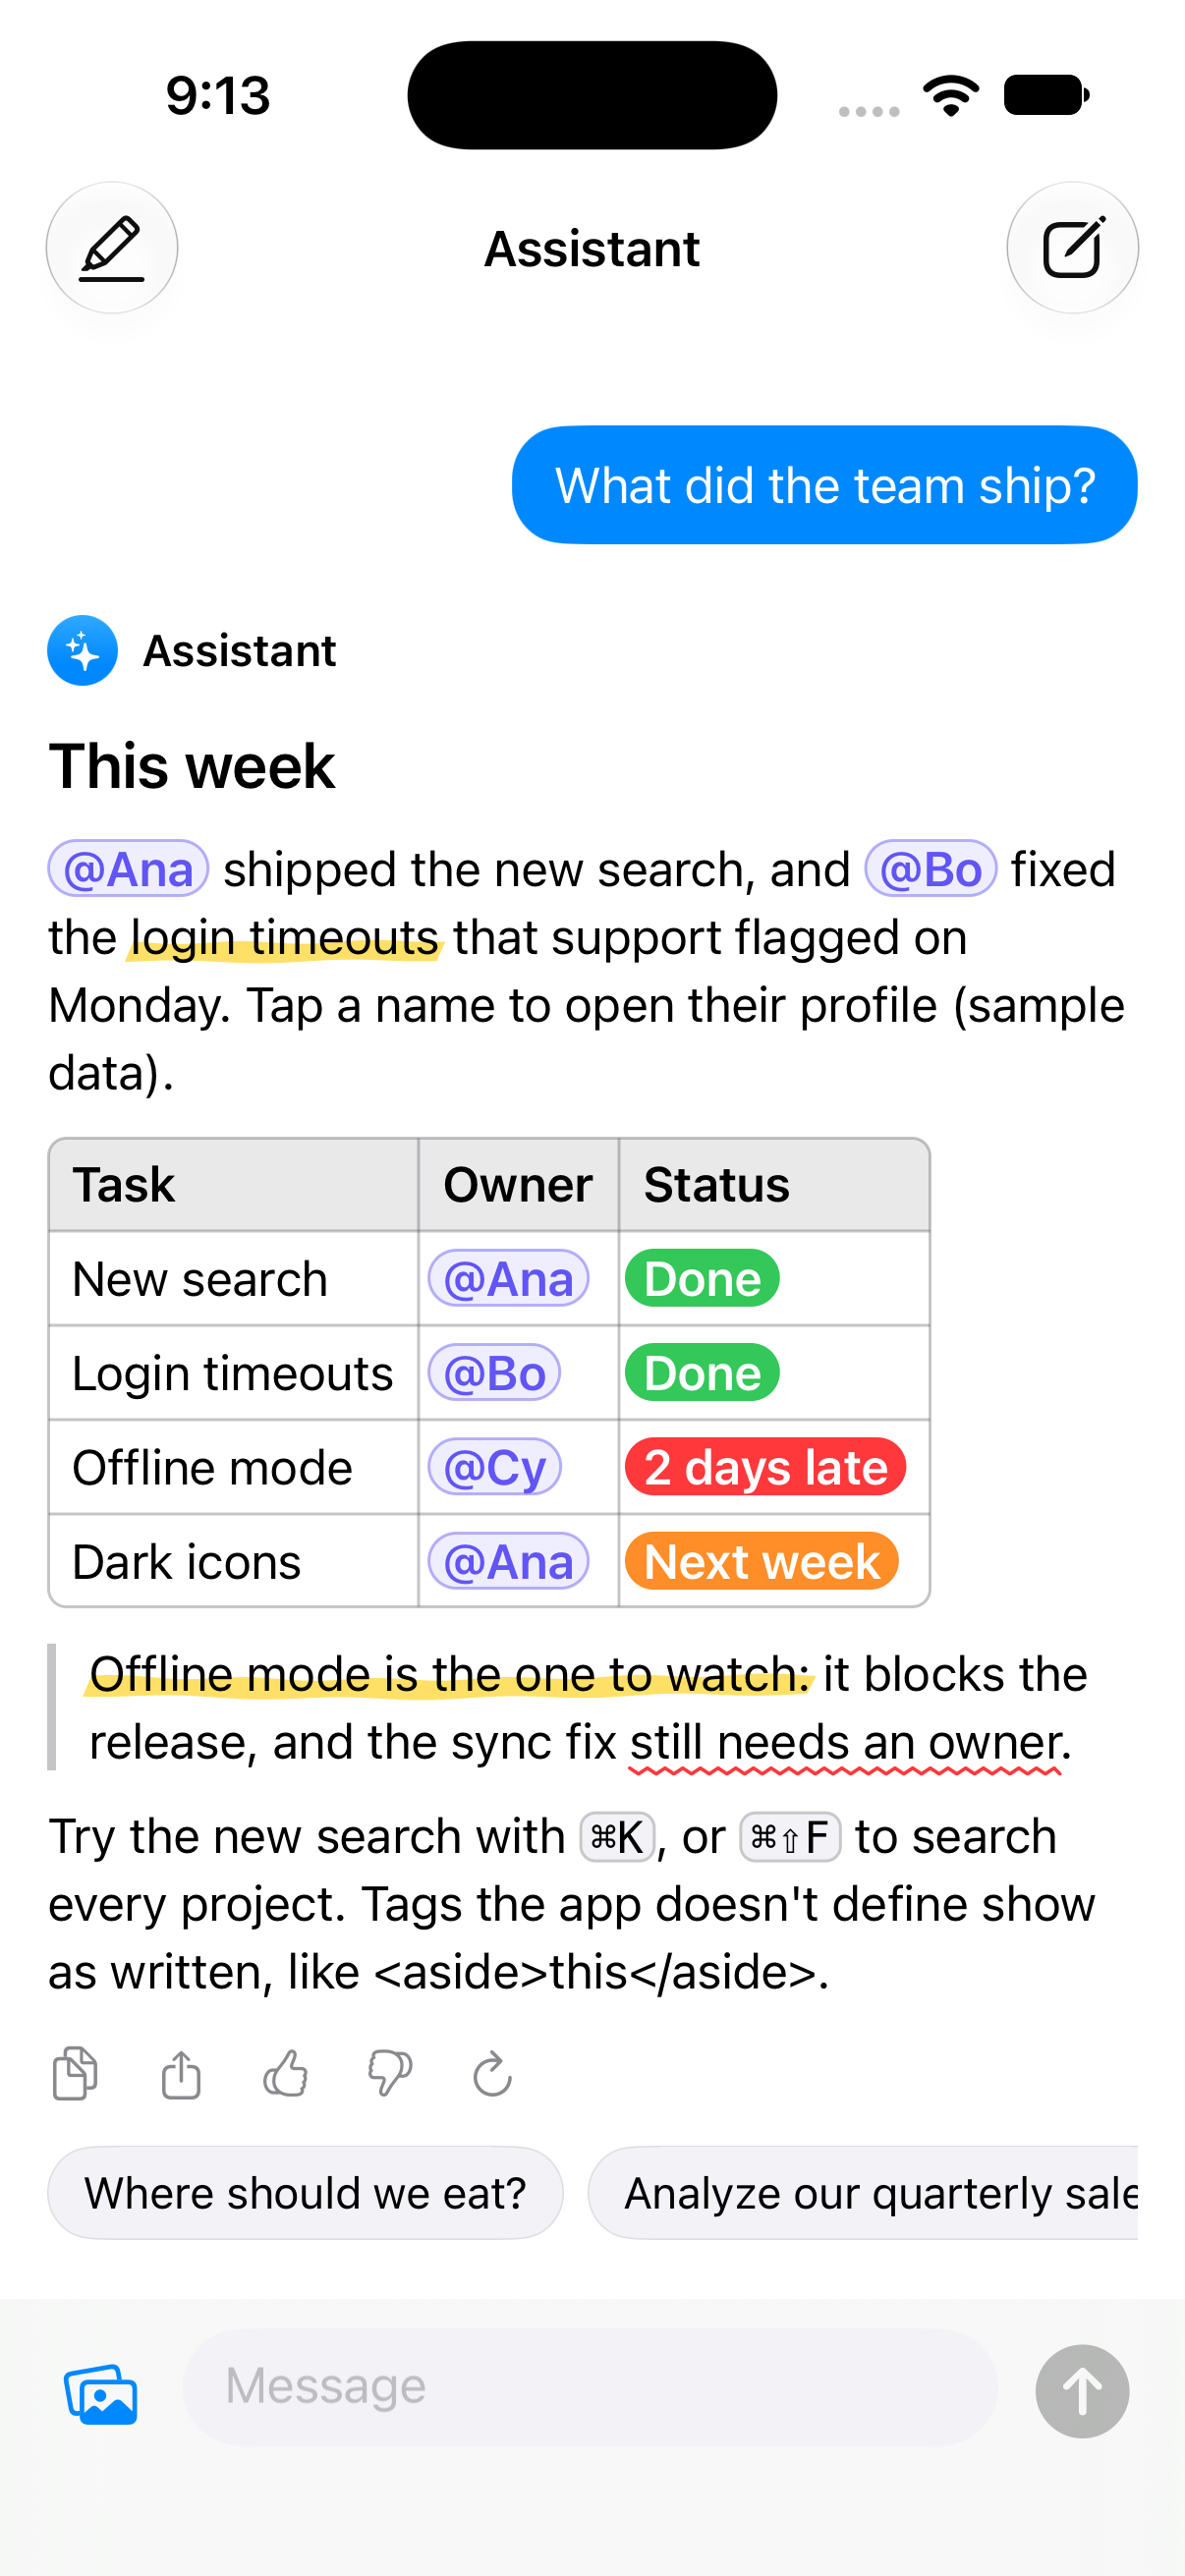 9:13
Assistant
What did the team ship?
Assistant
This week
@Ana shipped the new search, and @Bo fixed
the login timeouts that support flagged on
Monday. Tap a name to open their profile (sample
data).
Task Owner Status
New search @Ana Done
Login timeouts @Bo Done
Offline mode @Cy 2 days late
Dark icons @Ana Next week
Offline mode is the one to watch: it blocks the
release, and the sync fix still needs an owner.
Try the new search with ⌘K, or ⌘⇧F to search
every project. Tags the app doesn't define show
as written, like <aside>this</aside>.
Where should we eat? Analyze our quarterly sale
Message